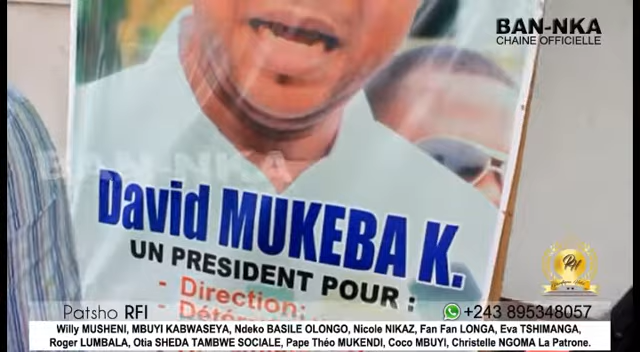 BAN-NKA
CHAINE OFFICIELLE
BAN-NKA
David MUKEBA K.
UN PRESIDENT POUR :
- Direction;
Patsho RFI
+243 895348057
Willy MUSHENI, MBUYI KABWASEYA, Ndeko BASILE OLONGO, Nicole NIKAZ, Fan Fan LONGA, Eva TSHIMANGA,
Roger LUMBALA, Otia SHEDA TAMBWE SOCIALE, Pape Théo MUKENDI, Coco MBUYI, Christelle NGOMA La Patrone.